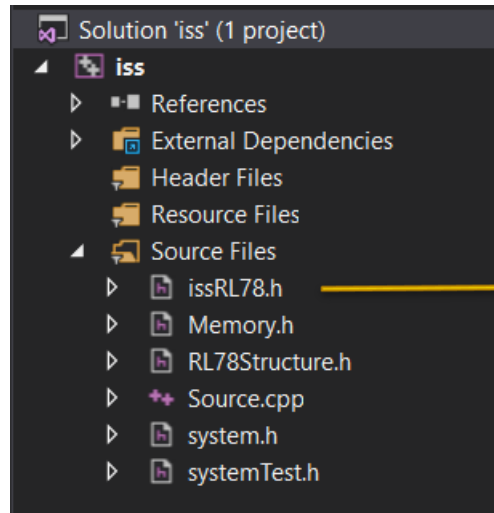 Solution 'iss' (1 project)
iss
References
External Dependencies
Header Files
Resource Files
Source Files
issRL78.h
Memory.h
RL78Structure.h
Source.cpp
system.h
systemTest.h